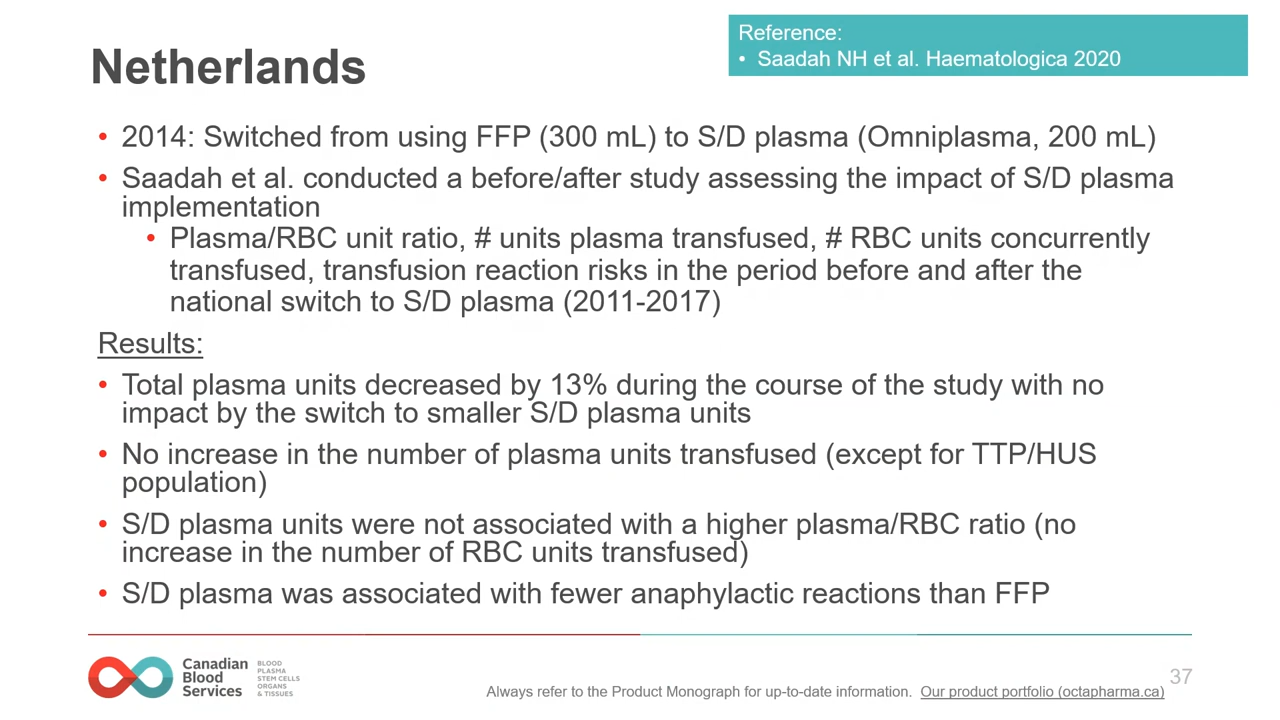 Netherlands
Reference:
• Saadah NH et al. Haematologica 2020
• 2014: Switched from using FFP (300 mL) to S/D plasma (Omniplasma, 200 mL)
• Saadah et al. conducted a before/after study assessing the impact of S/D plasma
implementation
• Plasma/RBC unit ratio, # units plasma transfused, # RBC units concurrently
transfused, transfusion reaction risks in the period before and after the
national switch to S/D plasma (2011-2017)
Results:
• Total plasma units decreased by 13% during the course of the study with no
impact by the switch to smaller S/D plasma units
• No increase in the number of plasma units transfused (except for TTP/HUS
population)
• S/D plasma units were not associated with a higher plasma/RBC ratio (no
increase in the number of RBC units transfused)
• S/D plasma was associated with fewer anaphylactic reactions than FFP
Canadian
Blood
Services
BLOOD
PLASMA
STEM CELLS
ORGANS
& TISSUES
Always refer to the Product Monograph for up-to-date information. Our product portfolio (octapharma.ca)
37